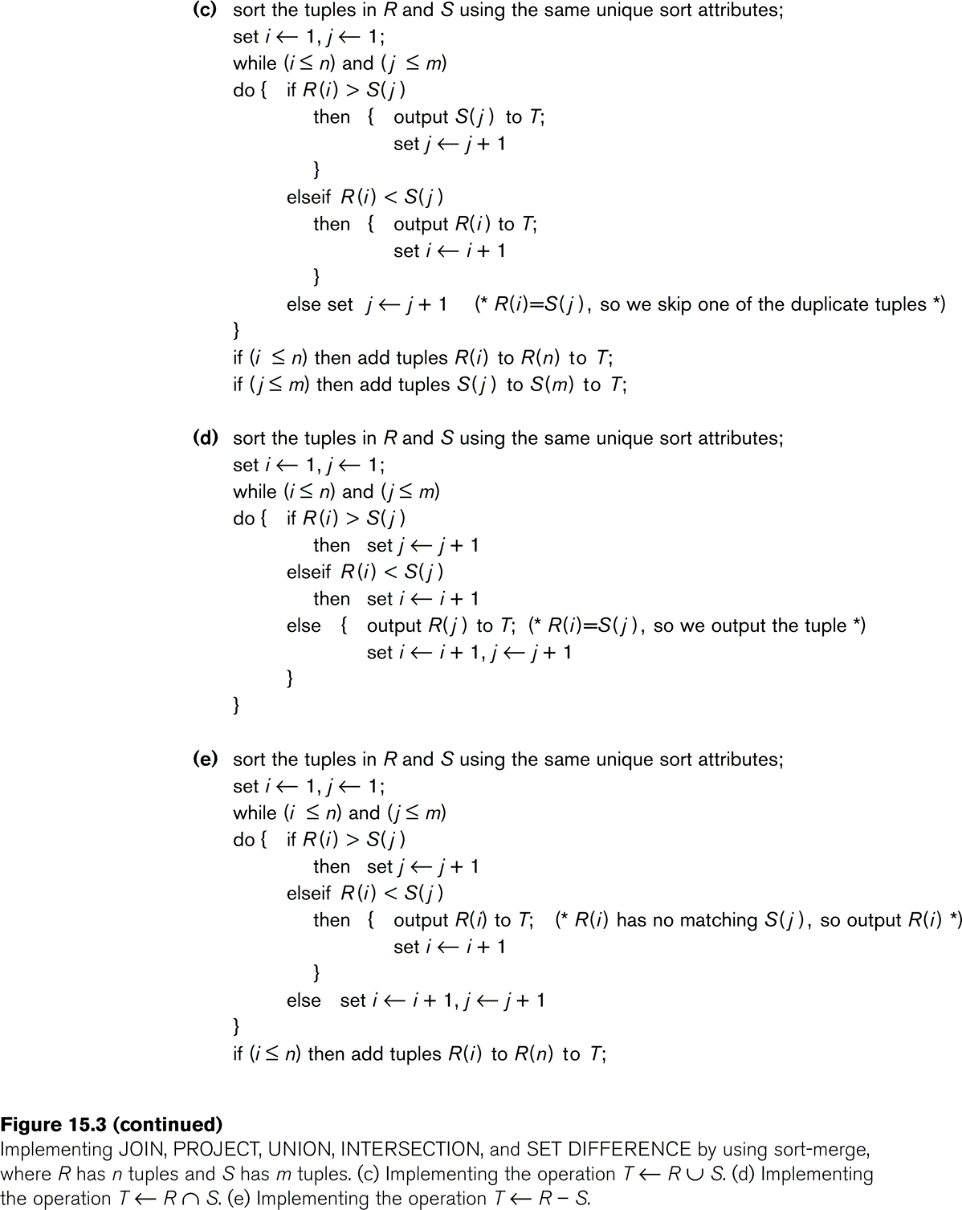 (c) sort the tuples in R and S using the same unique sort attributes;
set i ← 1, j ← 1;
while (i ≤ n) and ( j ≤ m)
do { if R(i) > S(j)
then { output S(j) to T;
set j ← j + 1
}
elseif R(i) < S(j)
then { output R(i) to T;
set i ← i + 1
}
else set j ← j + 1 (* R(i)=S(j), so we skip one of the duplicate tuples *)
}
if (i ≤ n) then add tuples R(i) to R(n) to T;
if (j ≤ m) then add tuples S(j) to S(m) to T;
(d) sort the tuples in R and S using the same unique sort attributes;
set i ← 1, j ← 1;
while (i ≤ n) and (j ≤ m)
do { if R(i) > S(j)
then set j ← j + 1
elseif R(i) < S(j)
then set i ← i + 1
else { output R(j) to T; (* R(i)=S(j), so we output the tuple *)
set i ← i + 1, j ← j + 1
}
}
(e) sort the tuples in R and S using the same unique sort attributes;
set i ← 1, j ← 1;
while (i ≤ n) and (j ≤ m)
do { if R(i) > S(j)
then set j ← j + 1
elseif R(i) < S(j)
then { output R(i) to T; (* R(i) has no matching S(j), so output R(i) *)
set i ← i + 1
}
else set i ← i + 1, j ← j + 1
}
if (i ≤ n) then add tuples R(i) to R(n) to T;
Figure 15.3 (continued)
Implementing JOIN, PROJECT, UNION, INTERSECTION, and SET DIFFERENCE by using sort-merge,
where R has n tuples and S has m tuples. (c) Implementing the operation T ← R ∪ S. (d) Implementing
the operation T ← R ∩ S. (e) Implementing the operation T ← R − S.